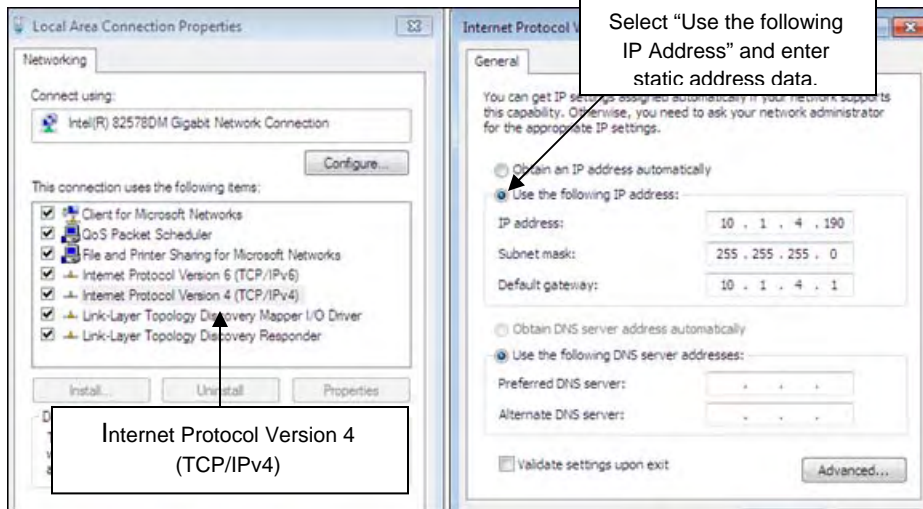 Local Area Connection Properties
Networking
Connect using:
Intel(R) 82578DM Gigabit Network Connection
Configure...
This connection uses the following items:
Client for Microsoft Networks
QoS Packet Scheduler
File and Printer Sharing for Microsoft Networks
Internet Protocol Version 6 (TCP/IPv6)
Internet Protocol Version 4 (TCP/IPv4)
Link-Layer Topology Discovery Mapper I/O Driver
Link-Layer Topology Discovery Responder
Install...
Uninstall
Properties
Internet Protocol Version 4
(TCP/IPv4)
Internet Protocol
Select “Use the following
IP Address” and enter
static address data.
General
You can get IP settings assigned automatically if your network supports
this capability. Otherwise, you need to ask your network administrator
for the appropriate IP settings.
Obtain an IP address automatically
Use the following IP address:
IP address:
10 . 1 . 4 . 190
Subnet mask:
255 . 255 . 255 . 0
Default gateway:
10 . 1 . 4 . 1
Obtain DNS server address automatically
Use the following DNS server addresses:
Preferred DNS server:
. . .
Alternate DNS server:
. . .
Validate settings upon exit
Advanced...